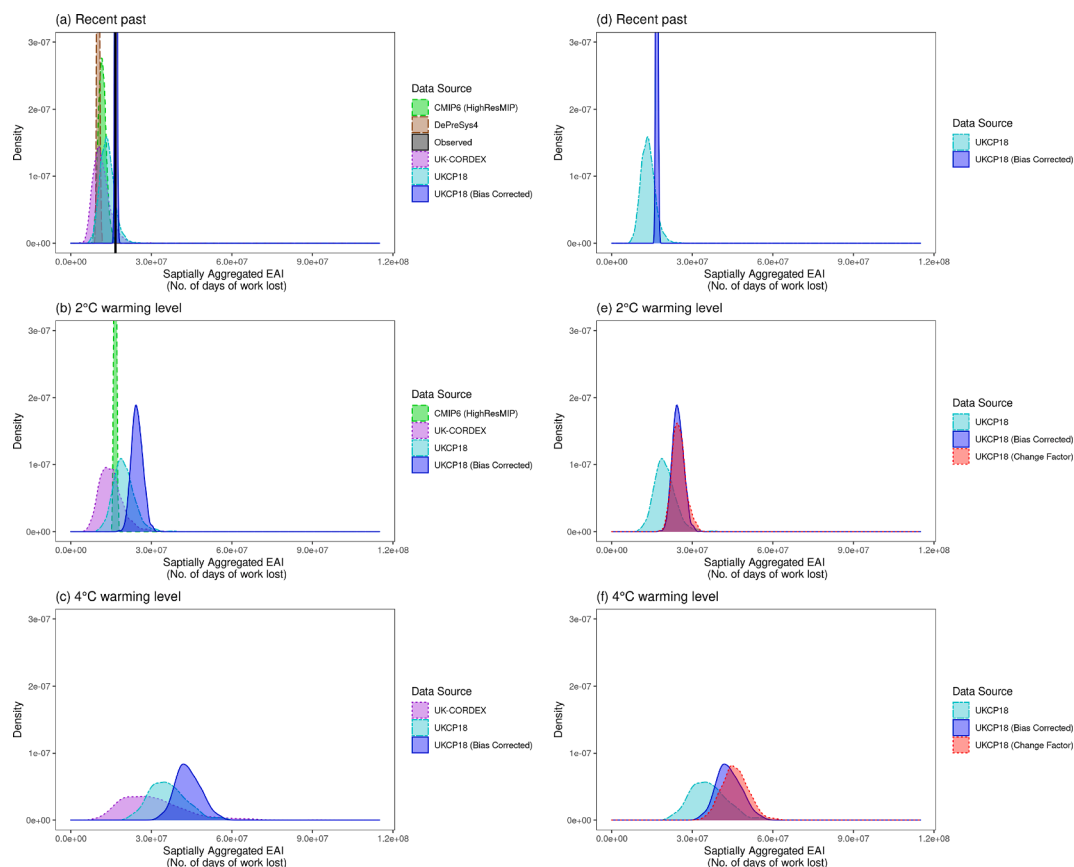 (a) Recent past
3e-07
2e-07
1e-07
0e+00
Density
0.0e+00 3.0e+07 6.0e+07 9.0e+07 1.2e+08
Saptially Aggregated EAI
(No. of days of work lost)
Data Source
CMIP6 (HighResMIP)
DePreSys4
Observed
UK-CORDEX
UKCP18
UKCP18 (Bias Corrected)
(d) Recent past
3e-07
2e-07
1e-07
0e+00
Density
0.0e+00 3.0e+07 6.0e+07 9.0e+07 1.2e+08
Saptially Aggregated EAI
(No. of days of work lost)
Data Source
UKCP18
UKCP18 (Bias Corrected)
(b) 2°C warming level
3e-07
2e-07
1e-07
0e+00
Density
0.0e+00 3.0e+07 6.0e+07 9.0e+07 1.2e+08
Saptially Aggregated EAI
(No. of days of work lost)
Data Source
CMIP6 (HighResMIP)
UK-CORDEX
UKCP18
UKCP18 (Bias Corrected)
(e) 2°C warming level
3e-07
2e-07
1e-07
0e+00
Density
0.0e+00 3.0e+07 6.0e+07 9.0e+07 1.2e+08
Saptially Aggregated EAI
(No. of days of work lost)
Data Source
UKCP18
UKCP18 (Bias Corrected)
UKCP18 (Change Factor)
(c) 4°C warming level
3e-07
2e-07
1e-07
0e+00
Density
0.0e+00 3.0e+07 6.0e+07 9.0e+07 1.2e+08
Saptially Aggregated EAI
(No. of days of work lost)
Data Source
UK-CORDEX
UKCP18
UKCP18 (Bias Corrected)
(f) 4°C warming level
3e-07
2e-07
1e-07
0e+00
Density
0.0e+00 3.0e+07 6.0e+07 9.0e+07 1.2e+08
Saptially Aggregated EAI
(No. of days of work lost)
Data Source
UKCP18
UKCP18 (Bias Corrected)
UKCP18 (Change Factor)